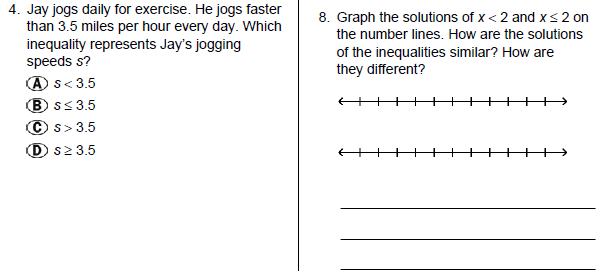 4. Jay jogs daily for exercise. He jogs faster
than 3.5 miles per hour every day. Which
inequality represents Jay's jogging
speeds s?
A s < 3.5
B s ≤ 3.5
C s > 3.5
D s ≥ 3.5
8. Graph the solutions of x < 2 and x ≤ 2 on
the number lines. How are the solutions
of the inequalities similar? How are
they different?